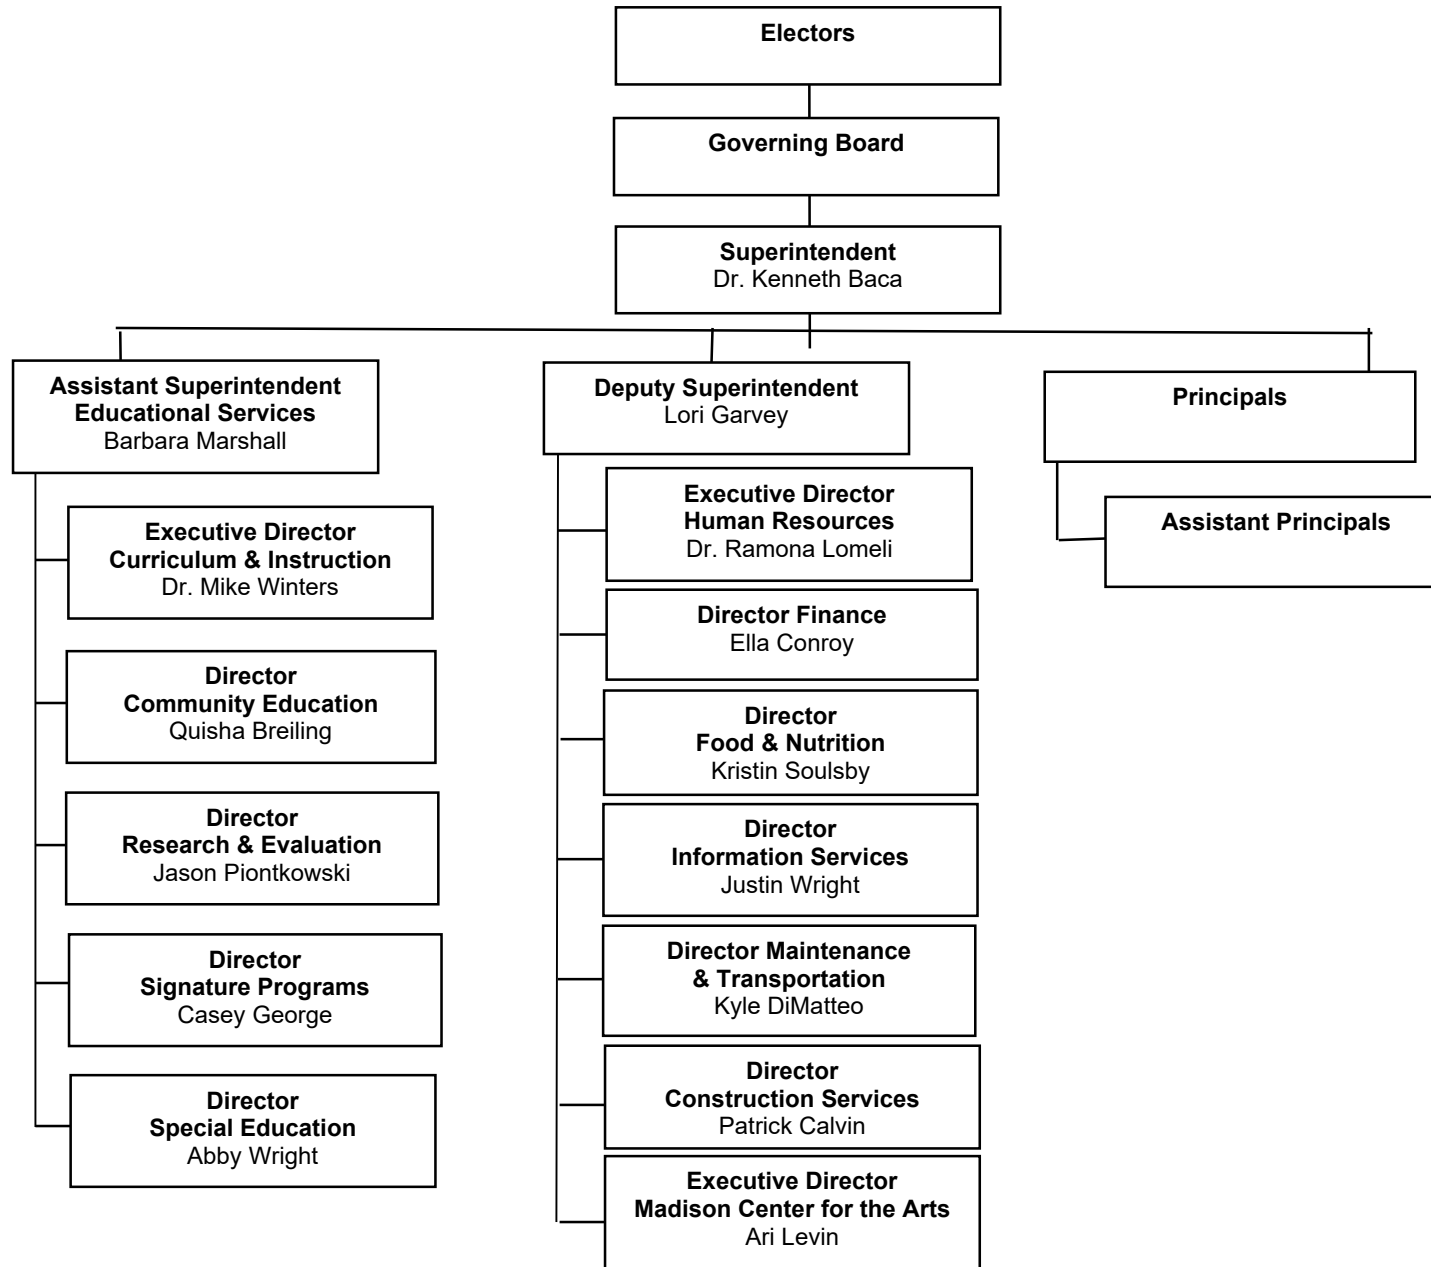 Electors
Governing Board
Superintendent
Dr. Kenneth Baca
Assistant Superintendent
Educational Services
Barbara Marshall
Executive Director
Curriculum & Instruction
Dr. Mike Winters
Director
Community Education
Quisha Breiling
Director
Research & Evaluation
Jason Piontkowski
Director
Signature Programs
Casey George
Director
Special Education
Abby Wright
Deputy Superintendent
Lori Garvey
Executive Director
Human Resources
Dr. Ramona Lomeli
Director Finance
Ella Conroy
Director
Food & Nutrition
Kristin Soulsby
Director
Information Services
Justin Wright
Director Maintenance
& Transportation
Kyle DiMatteo
Director
Construction Services
Patrick Calvin
Executive Director
Madison Center for the Arts
Ari Levin
Principals
Assistant Principals